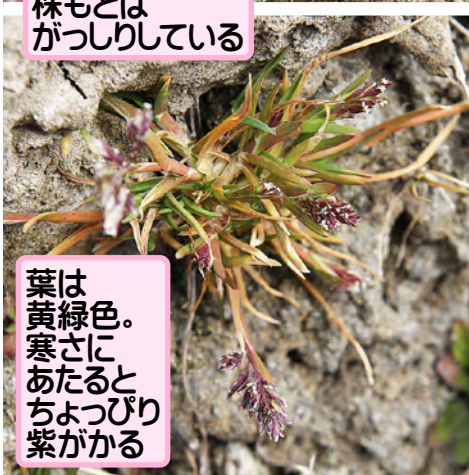 株もとは
がっしりしている
葉は
黄緑色。
寒さに
あたると
ちょっぴり
紫がかる